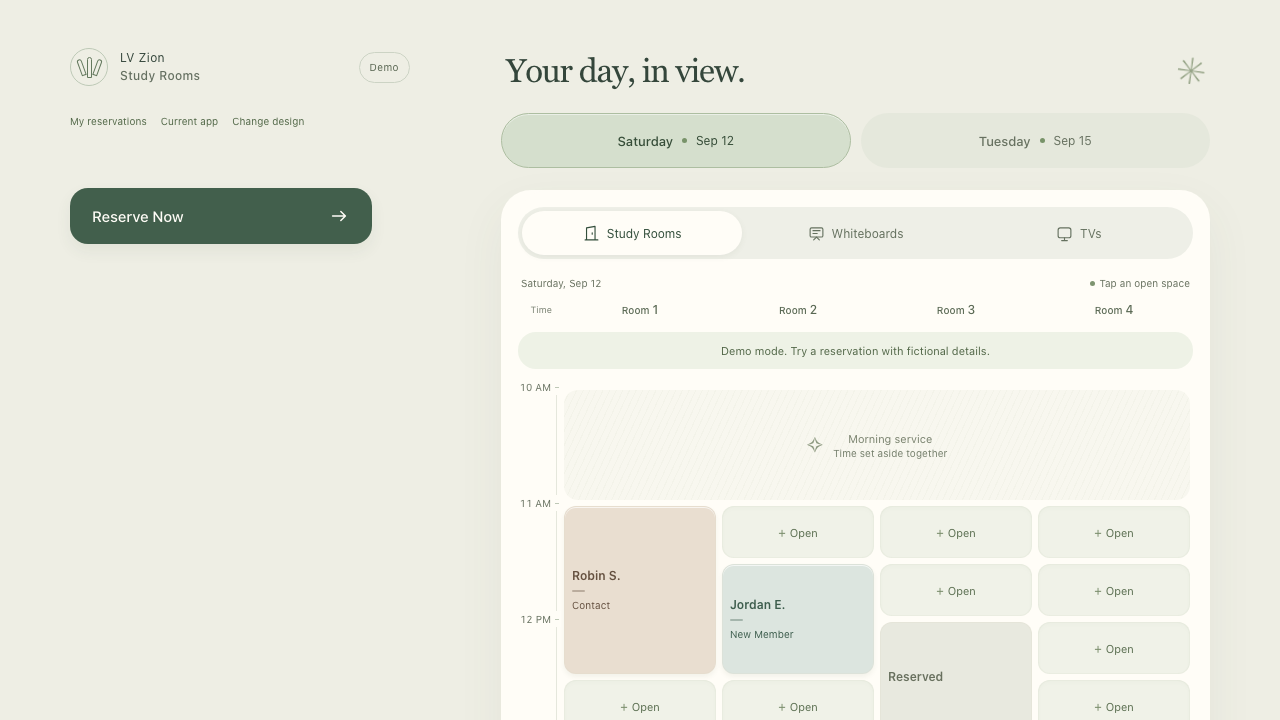 LV Zion
Study Rooms
Demo
My reservations
Current app
Change design
Reserve Now
Your day, in view.
Saturday • Sep 12
Tuesday • Sep 15
Study Rooms
Whiteboards
TVs
Saturday, Sep 12
Tap an open space
Time
Room 1
Room 2
Room 3
Room 4
Demo mode. Try a reservation with fictional details.
10 AM
Morning service
Time set aside together
11 AM
Robin S.
Contact
+ Open
+ Open
+ Open
Jordan E.
New Member
+ Open
+ Open
12 PM
Reserved
+ Open
+ Open
+ Open
+ Open